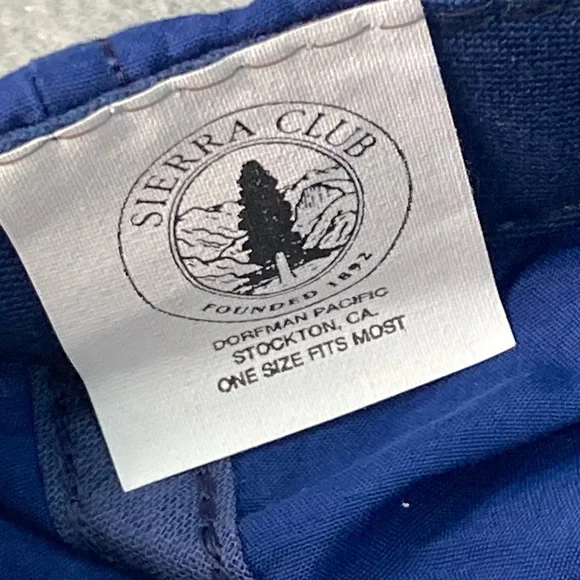 SIERRA CLUB
FOUNDED 1892
DORFMAN PACIFIC
STOCKTON, CA.
ONE SIZE FITS MOST